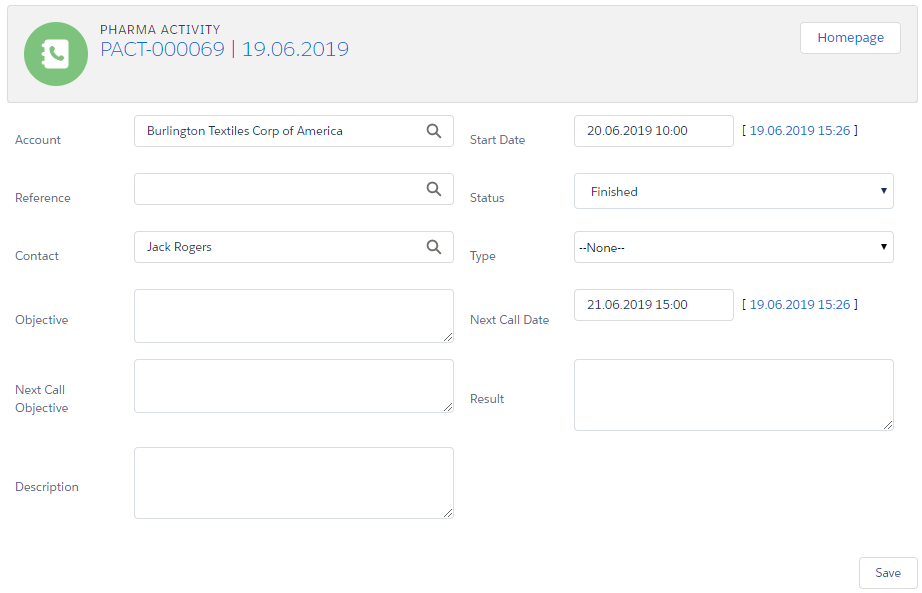 PHARMA ACTIVITY
PACT-000069 | 19.06.2019
Homepage
Account
Burlington Textiles Corp of America
Start Date
20.06.2019 10:00
[ 19.06.2019 15:26 ]
Reference
Status
Finished
Contact
Jack Rogers
Type
--None--
Objective
Next Call Date
21.06.2019 15:00
[ 19.06.2019 15:26 ]
Next Call
Objective
Result
Description
Save